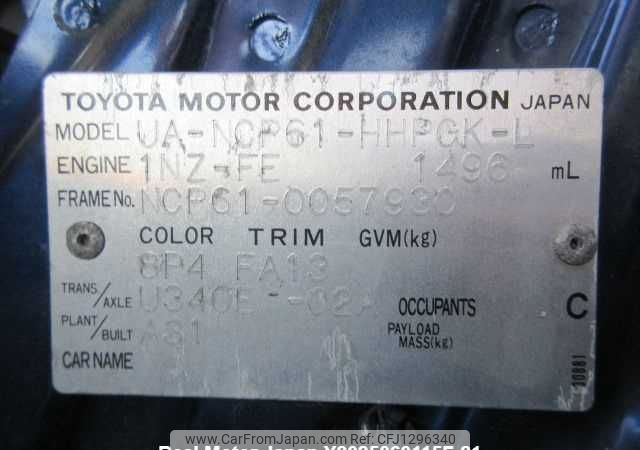 TOYOTA MOTOR CORPORATION JAPAN
MODEL UA-NCP61-HHPGK-L
ENGINE 1NZ-FE 1496 mL
FRAME No. NCP61-0057930
COLOR TRIM GVM(kg)
8P4 FA13
TRANS/AXLE U340E -02A OCCUPANTS C
PLANT/BUILT A61 PAYLOAD MASS(kg)
CAR NAME
10881
www.CarFromJapan.com CFJ1296340